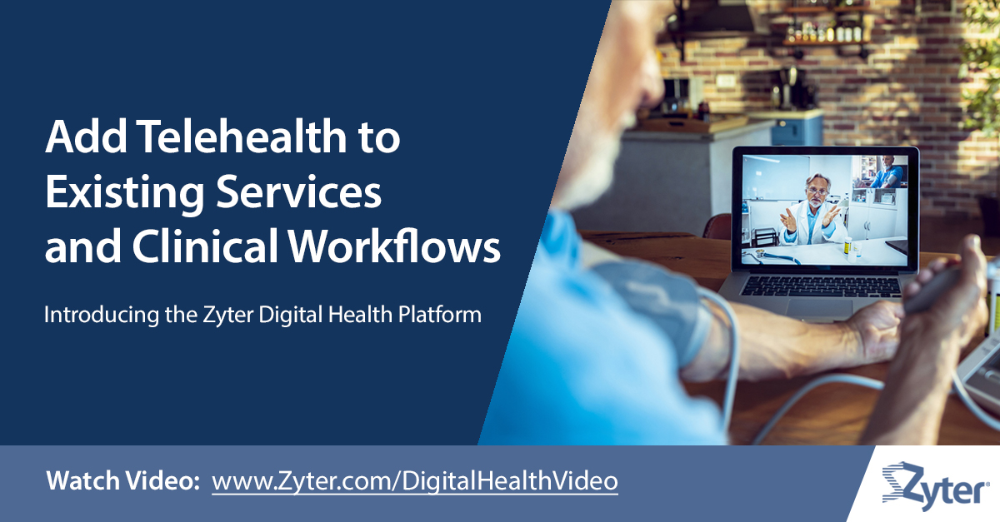 Add Telehealth to
Existing Services
and Clinical Workflows
Introducing the Zyter Digital Health Platform
Watch Video: www.Zyter.com/DigitalHealthVideo
Zyter®